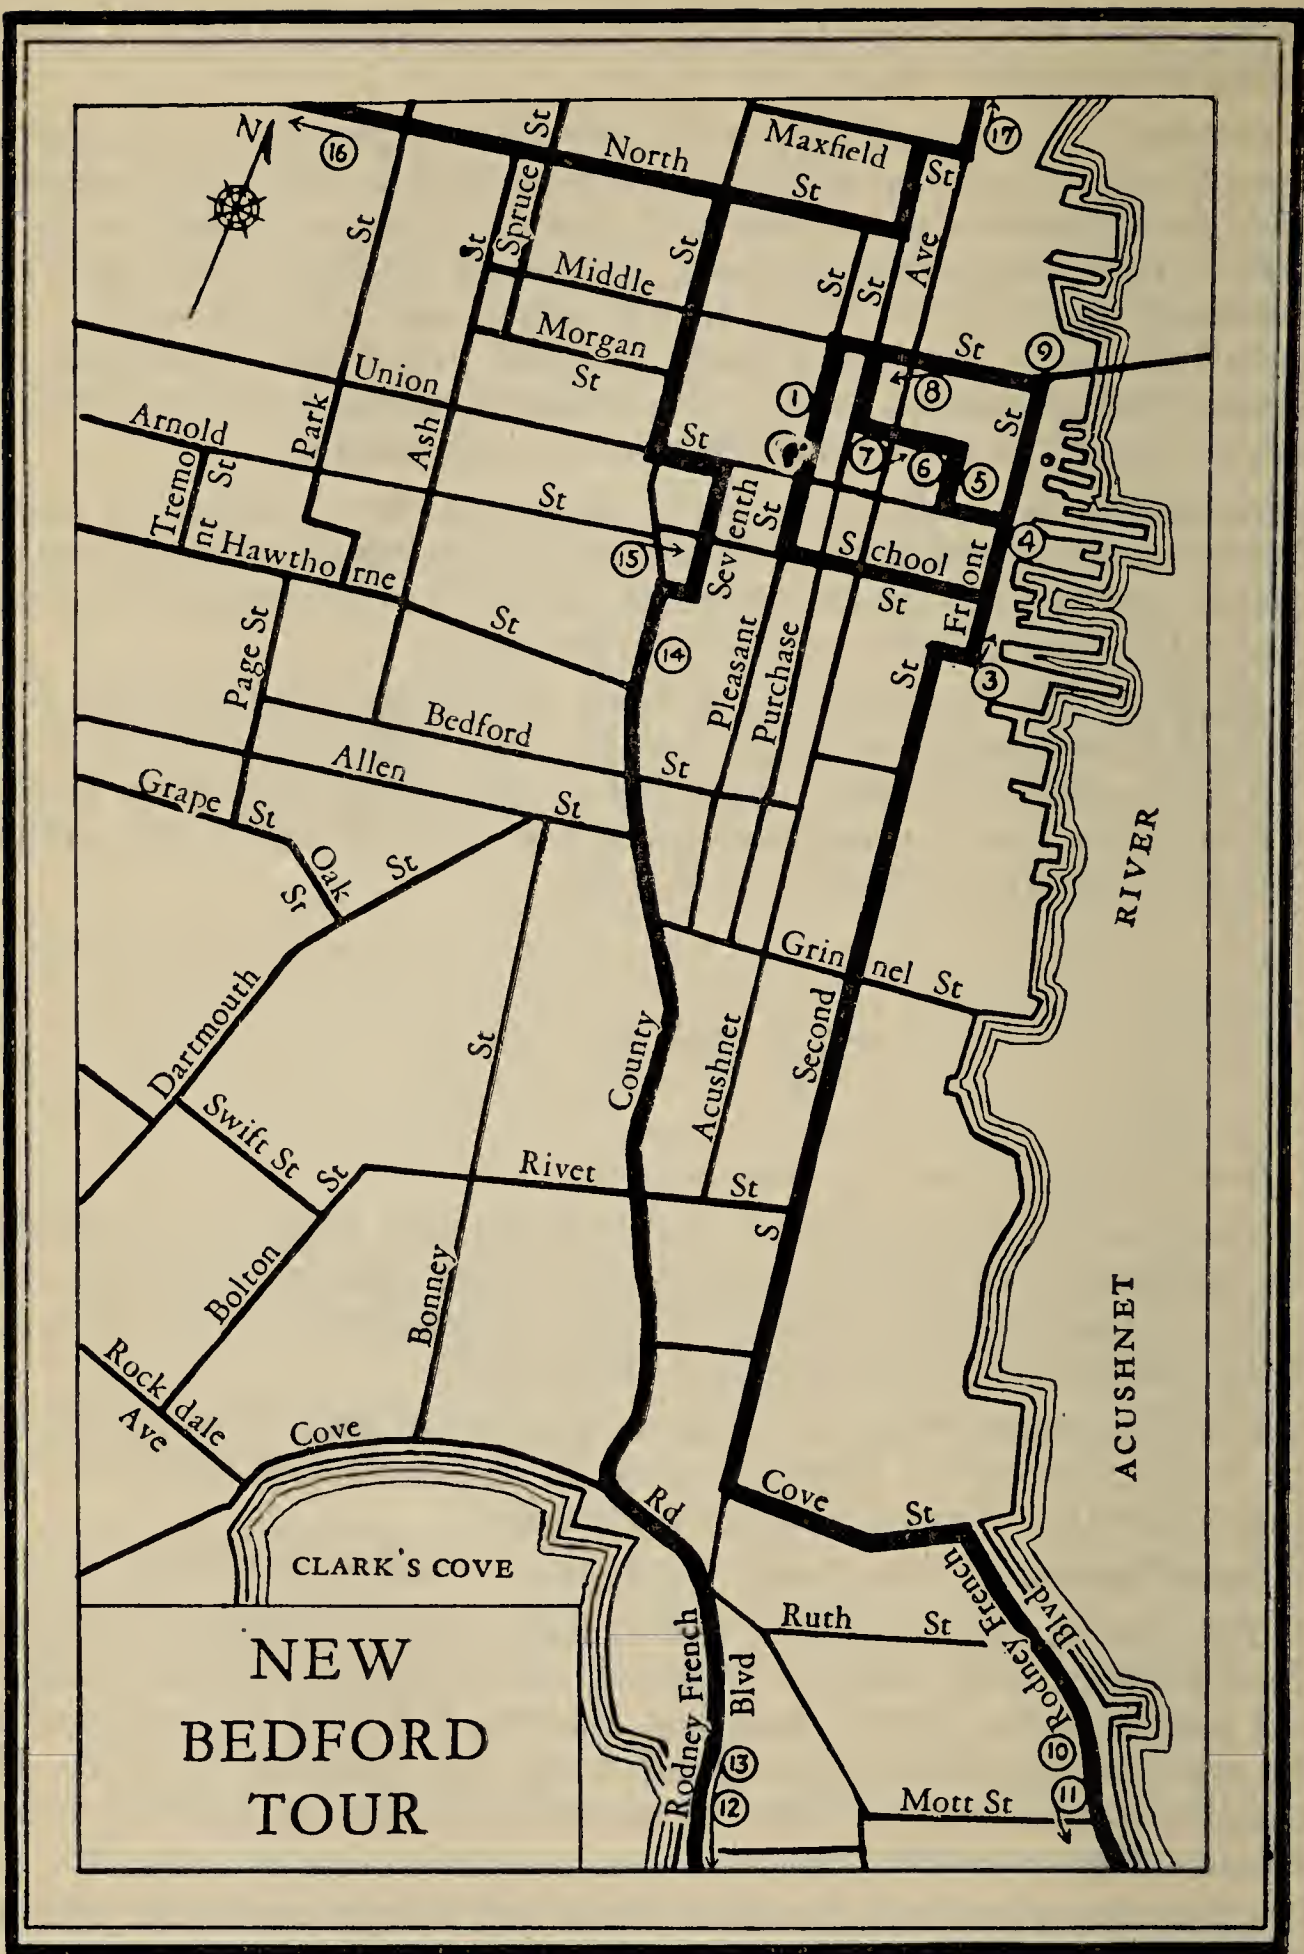 N
16
17
North
St
Maxfield
St
St
St
Spruce
St
St
St
St
St
Ave
Middle
St
Morgan
St
Union
St
9
8
1
Arnold
St
Park
Ash
St
7
6
5
Tremo
nt
St
Hawtho
rne
St
15
Sev
enth
St
School
St
Front
4
14
3
Page St
Pleasant
Purchase
St
Bedford
St
Allen
St
Grape
St
Oak
St
St
RIVER
Dartmouth
St
County
Acushnet
Second
Grin
nel
St
Swift St
St
Rivet
St
S
Bolton
Bonney
ACUSHNET
Rock
dale
Ave
Cove
Rd
Cove
St
CLARK'S COVE
Rodney French
Blvd
Ruth
St
Rodney French
Blvd
10
11
13
12
Mott St
NEW
BEDFORD
TOUR